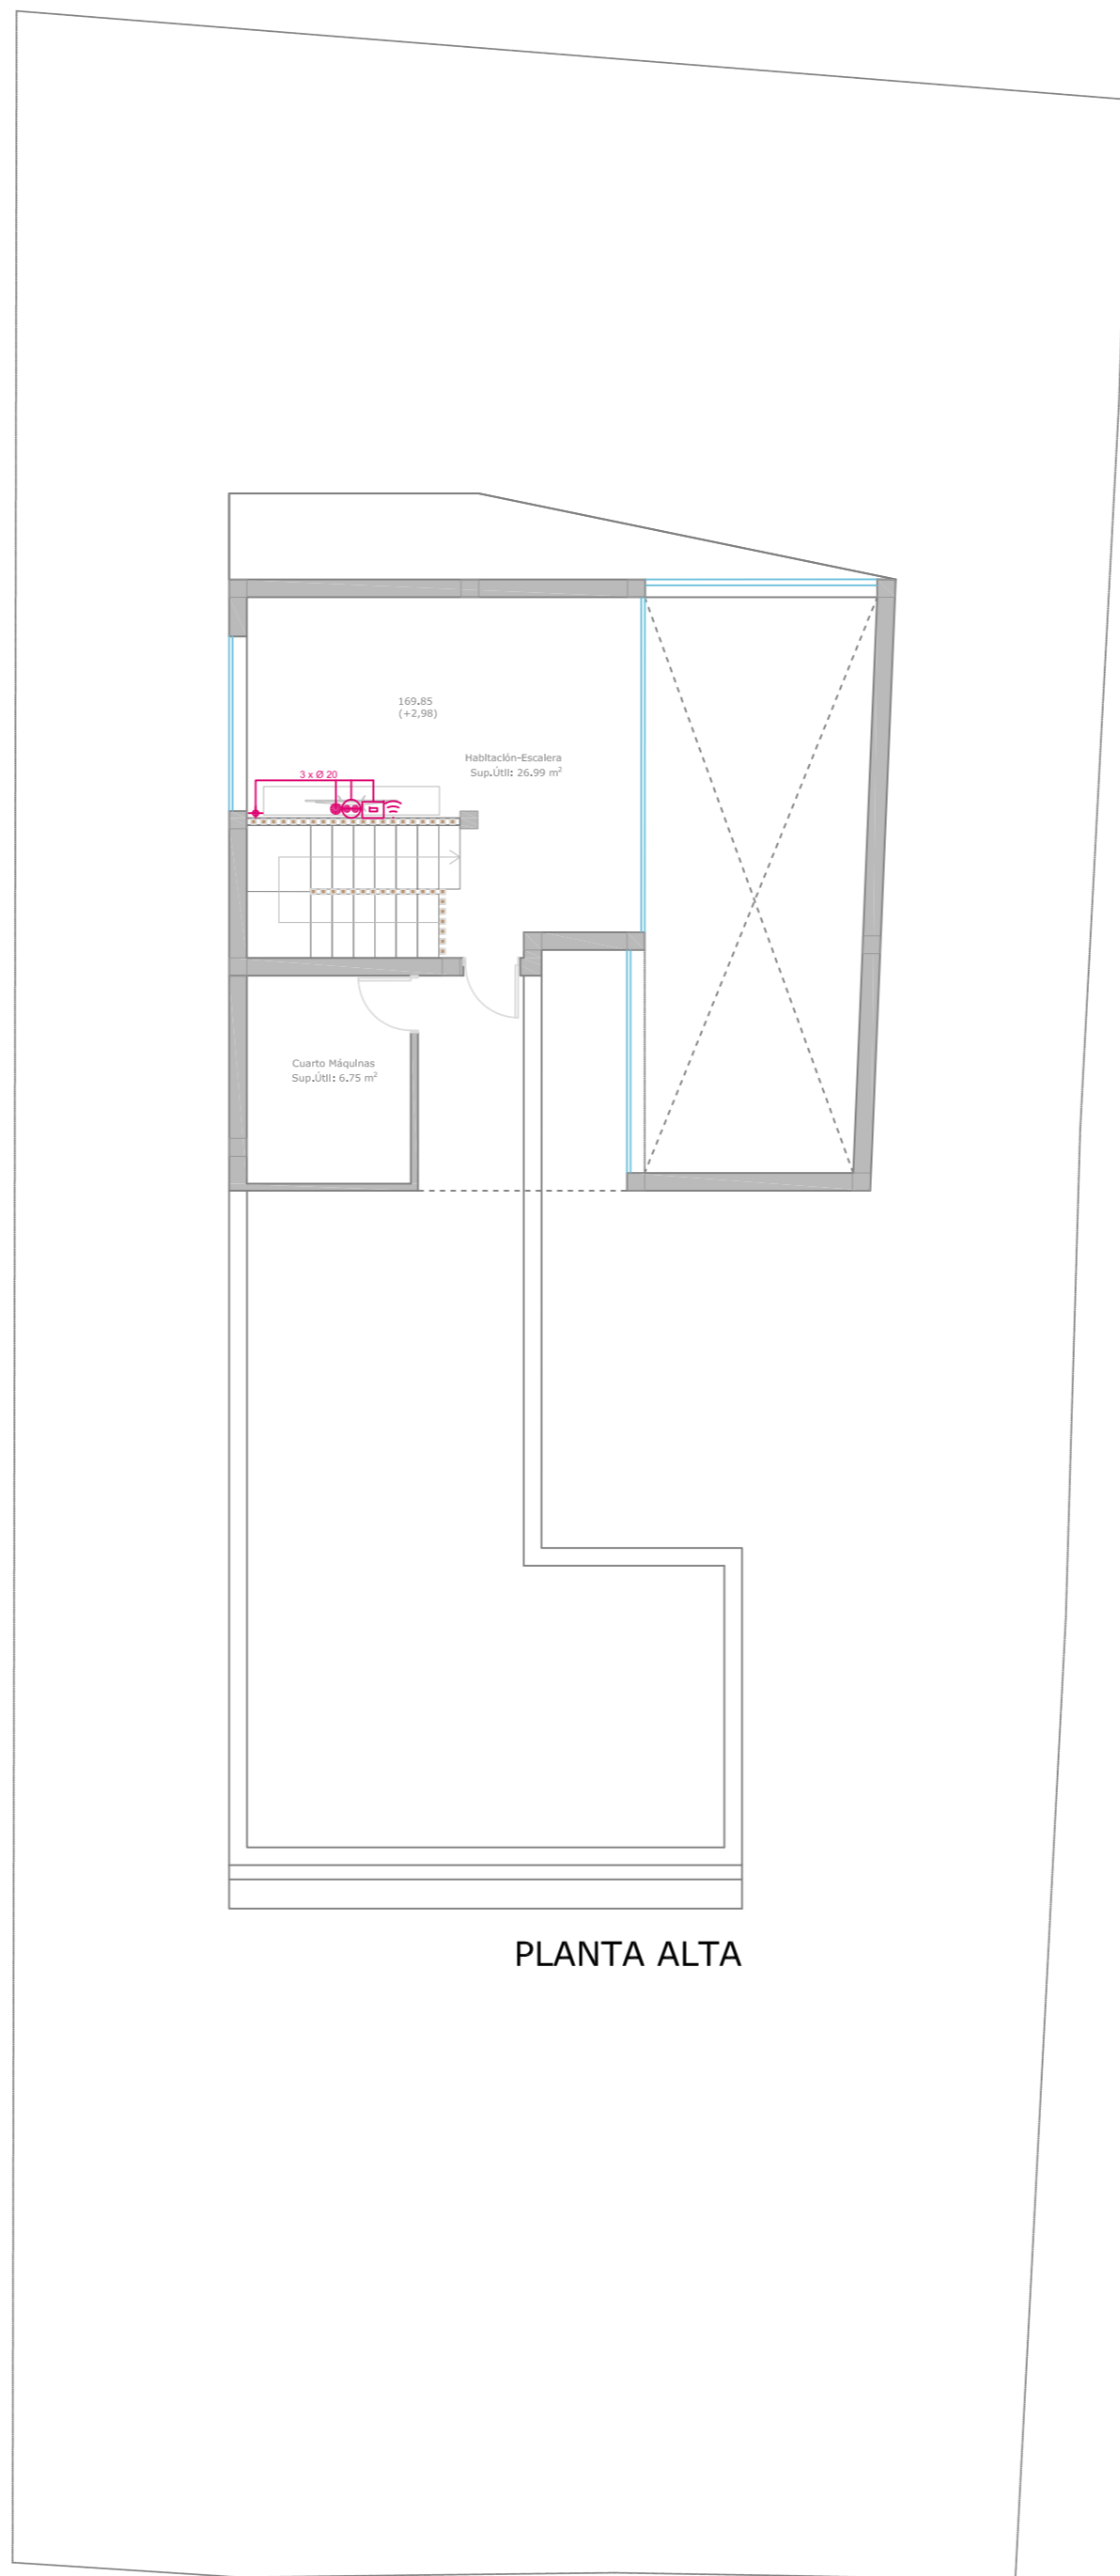 169.85
(+2,98)
Habitación-Escalera
Sup.Útil: 26.99 m²
3 x Ø 20
Cuarto Máquinas
Sup.Útil: 6.75 m²
PLANTA ALTA